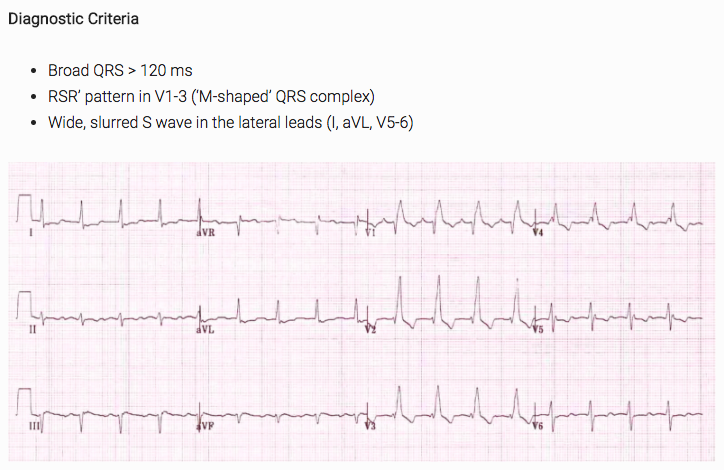 Diagnostic Criteria
Broad QRS > 120 ms
RSR’ pattern in V1-3 (‘M-shaped’ QRS complex)
Wide, slurred S wave in the lateral leads (I, aVL, V5-6)
I aVR V1 V4
II aVL V2 V5
III aVF V3 V6